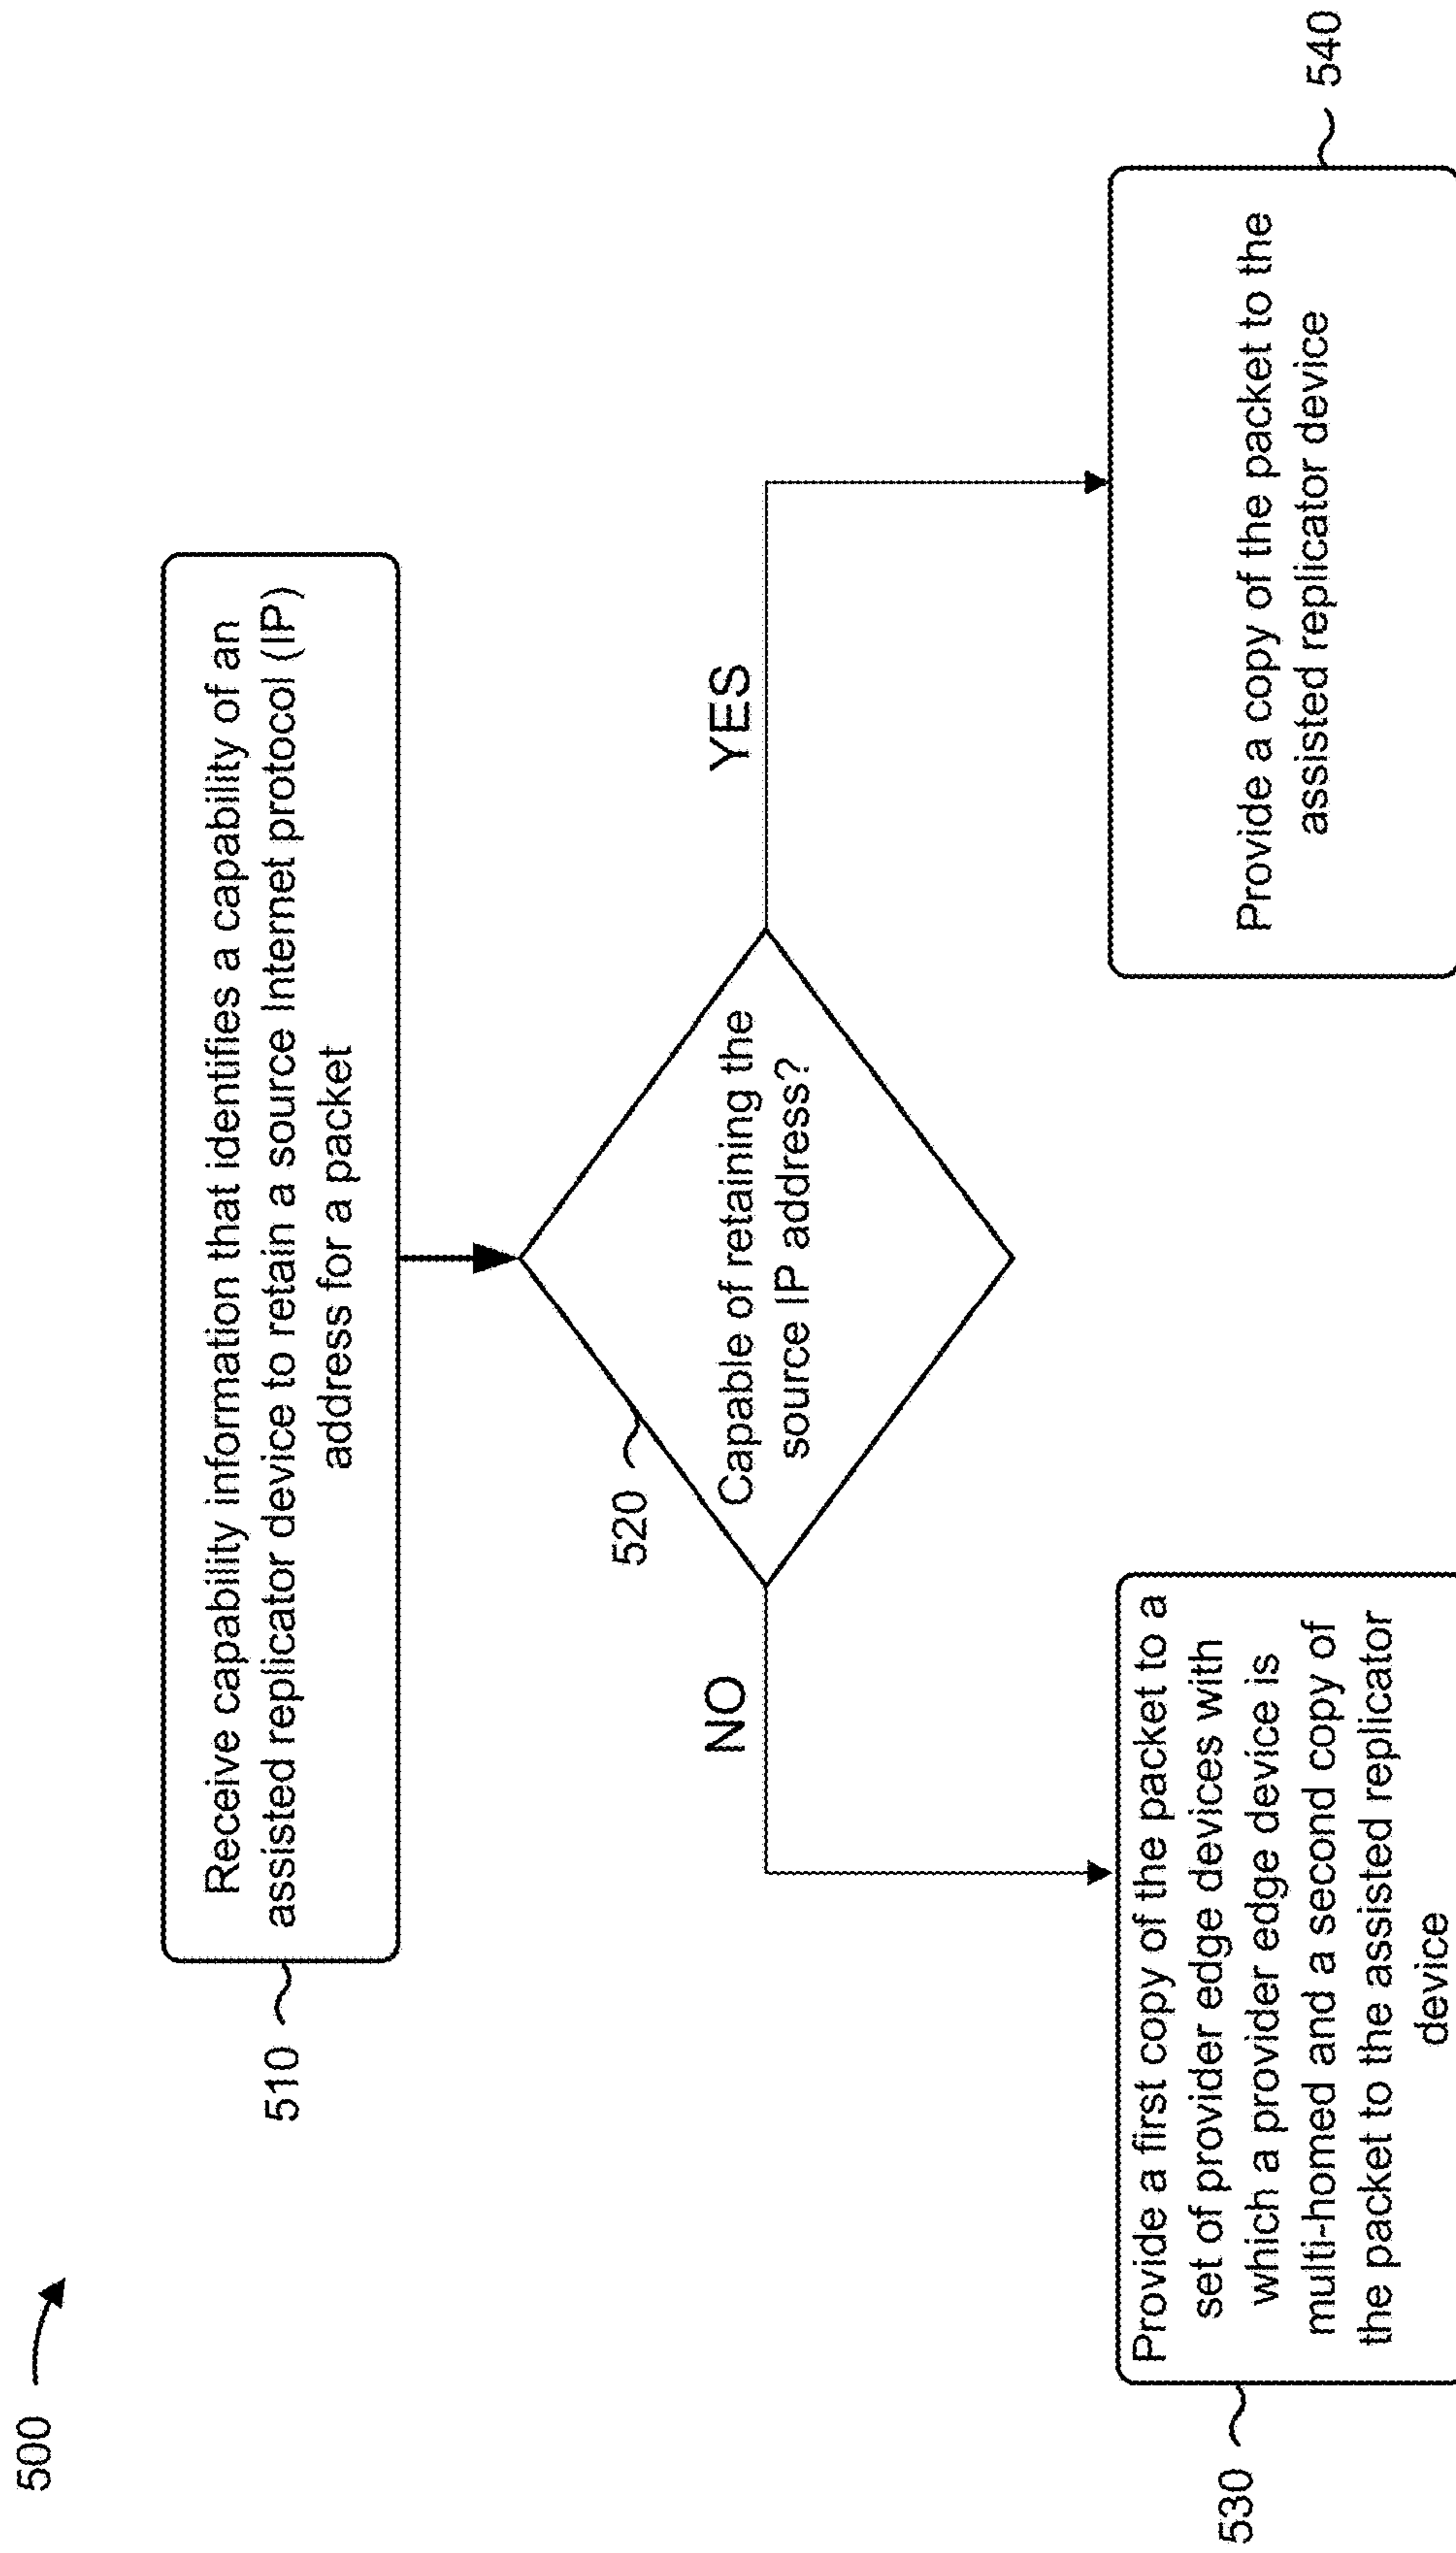 500
510
Receive capability information that identifies a capability of an
assisted replicator device to retain a source Internet protocol (IP)
address for a packet
520
Capable of retaining the
source IP address?
NO
YES
530
Provide a first copy of the packet to a
set of provider edge devices with
which a provider edge device is
multi-homed and a second copy of
the packet to the assisted replicator
device
Provide a copy of the packet to the
assisted replicator device
540